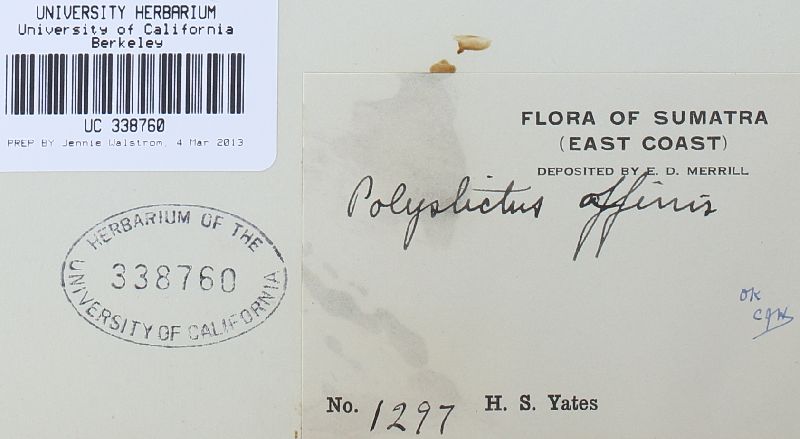 UNIVERSITY HERBARIUM
University of California
Berkeley
UC 338760
PREP BY Jennie Walstrom, 4 Mar 2013
HERBARIUM OF THE
338760
UNIVERSITY OF CALIFORNIA
FLORA OF SUMATRA
(EAST COAST)
DEPOSITED BY E. D. MERRILL
Polystictus affinis
OK
CGW
No. 1297 H. S. Yates